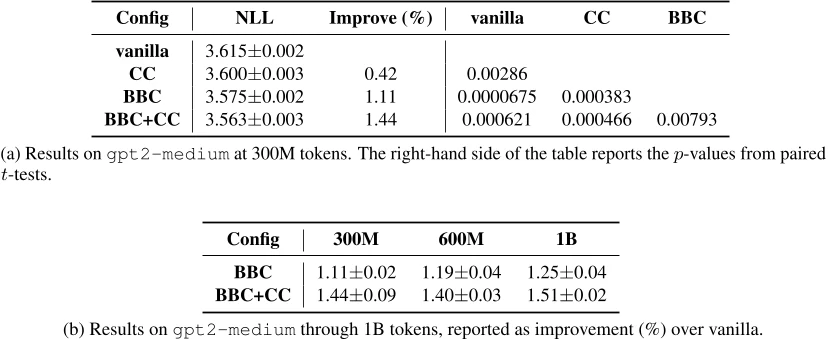 Config NLL Improve (%) vanilla CC BBC
vanilla 3.615±0.002
CC 3.600±0.003 0.42 0.00286
BBC 3.575±0.002 1.11 0.0000675 0.000383
BBC+CC 3.563±0.003 1.44 0.000621 0.000466 0.00793
(a) Results on gpt2-medium at 300M tokens. The right-hand side of the table reports the p-values from paired
t-tests.
Config 300M 600M 1B
BBC 1.11±0.02 1.19±0.04 1.25±0.04
BBC+CC 1.44±0.09 1.40±0.03 1.51±0.02
(b) Results on gpt2-medium through 1B tokens, reported as improvement (%) over vanilla.